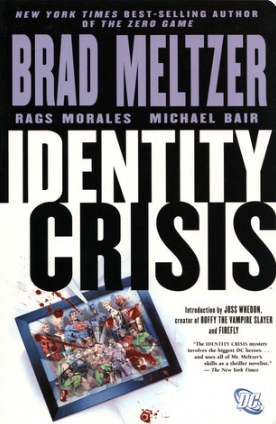 NEW YORK TIMES BEST-SELLING AUTHOR
OF THE ZERO GAME
BRAD MELTZER
RAGS MORALES MICHAEL BAIR
IDENTITY
CRISIS
Introduction by JOSS WHEDON,
creator of BUFFY THE VAMPIRE SLAYER
and FIREFLY
"The IDENTITY CRISIS mystery
involves the biggest DC heroes. . .
and uses all of Mr. Meltzer's
skills as a thriller novelist."
— The New York Times
DC